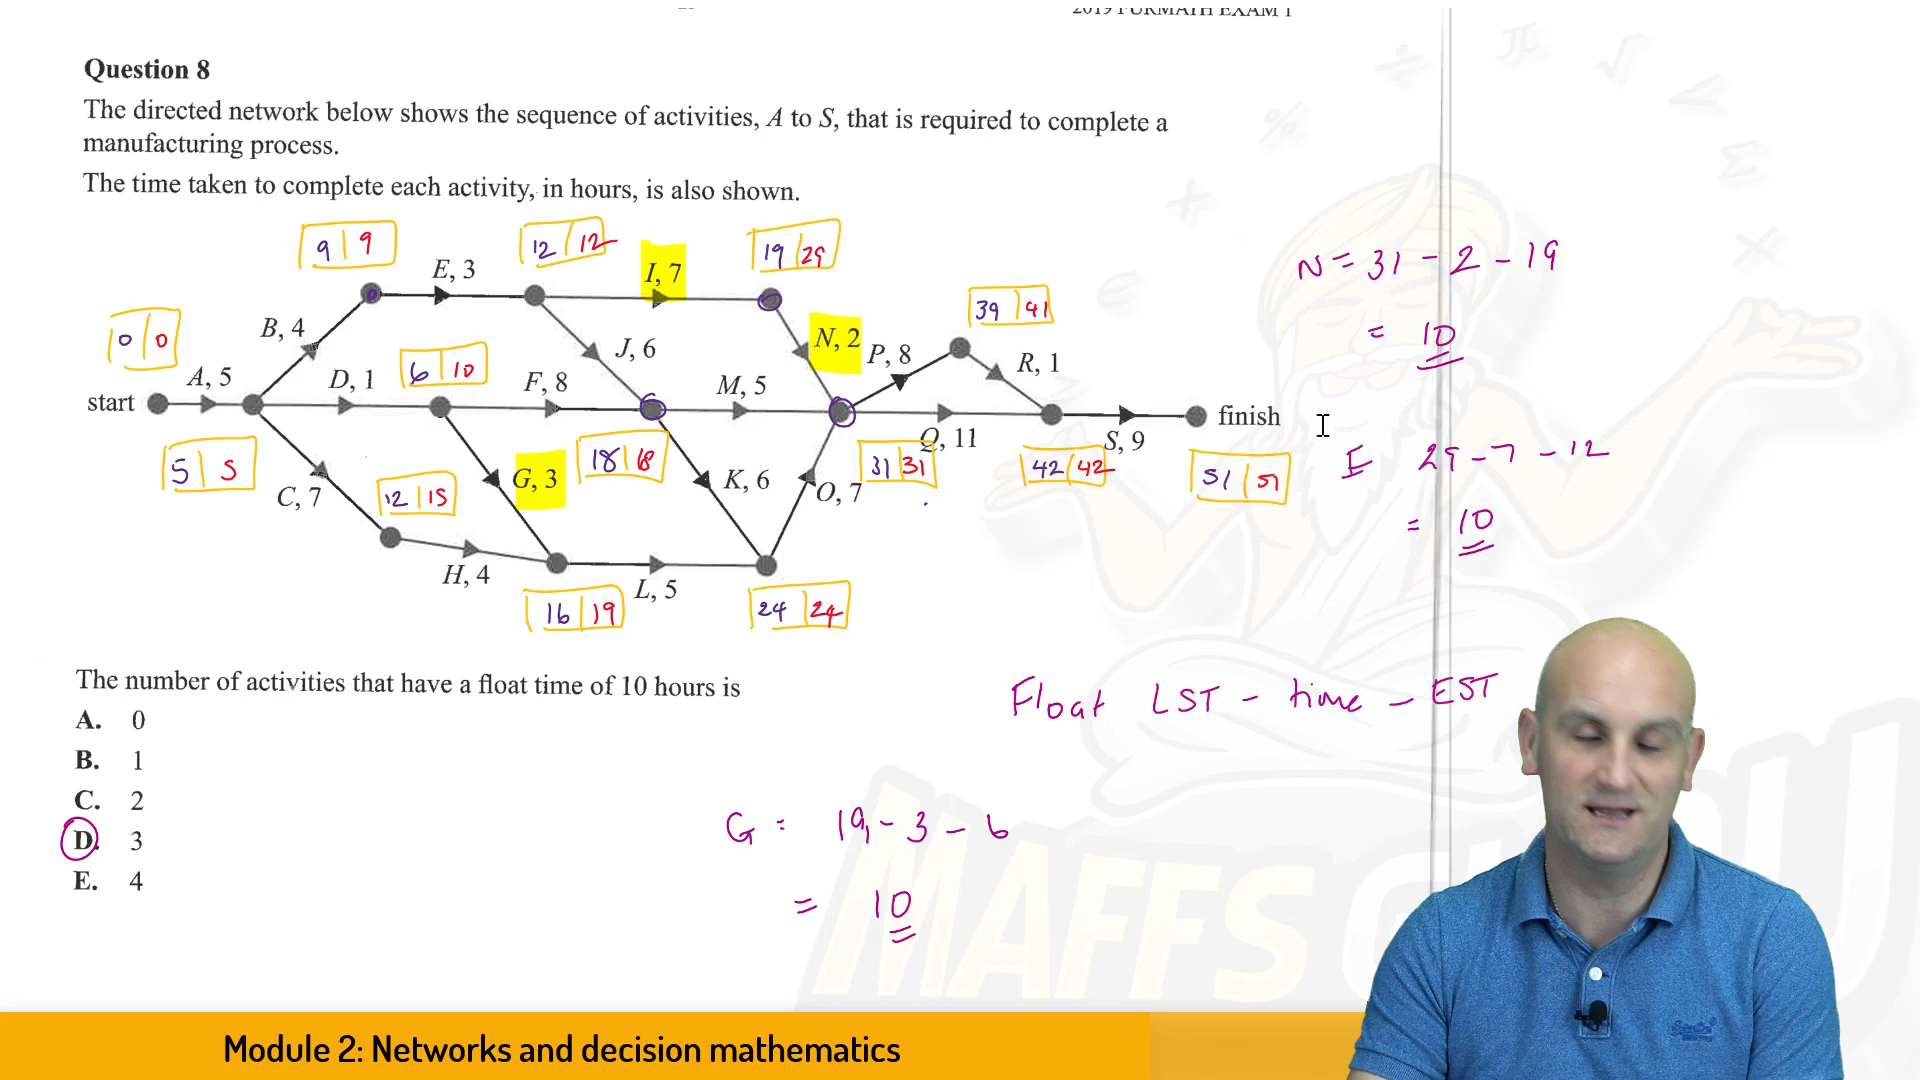 Question 8
The directed network below shows the sequence of activities, A to S, that is required to complete a
manufacturing process.
The time taken to complete each activity, in hours, is also shown.
9 | 9
12 | 12
19 | 29
E, 3
I, 7
N = 31 - 2 - 19
= 10
0 | 0
B, 4
J, 6
N, 2
P, 8
39 | 41
R, 1
start
A, 5
D, 1
6 | 10
F, 8
M, 5
finish
5 | 5
C, 7
12 | 15
G, 3
18 | 18
K, 6
O, 7
31 | 31
Q, 11
42 | 42
S, 9
51 | 51
I 29 - 7 - 12
= 10
H, 4
16 | 19
L, 5
24 | 24
The number of activities that have a float time of 10 hours is
Float LST - time - EST
A. 0
B. 1
C. 2
D. 3
E. 4
G = 19 - 3 - 6
= 10
MAFFS
Module 2: Networks and decision mathematics